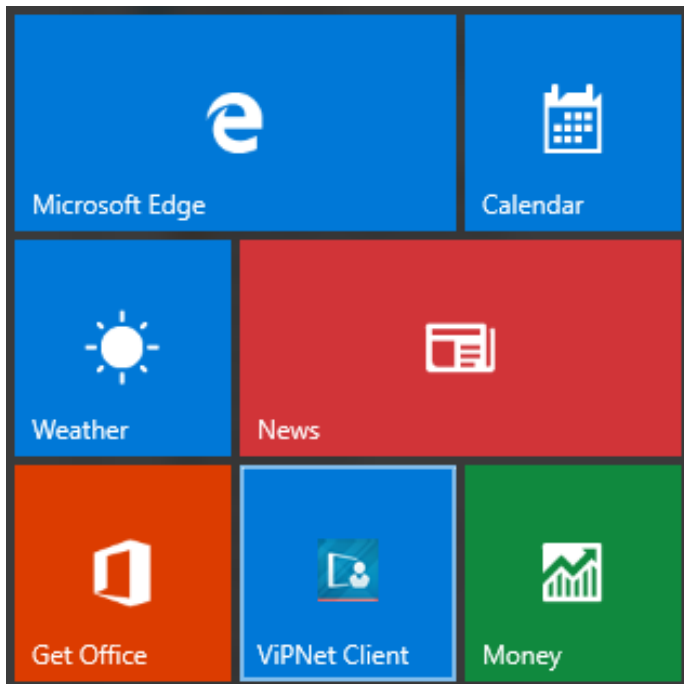 Microsoft Edge
Calendar
Weather
News
Get Office
ViPNet Client
Money